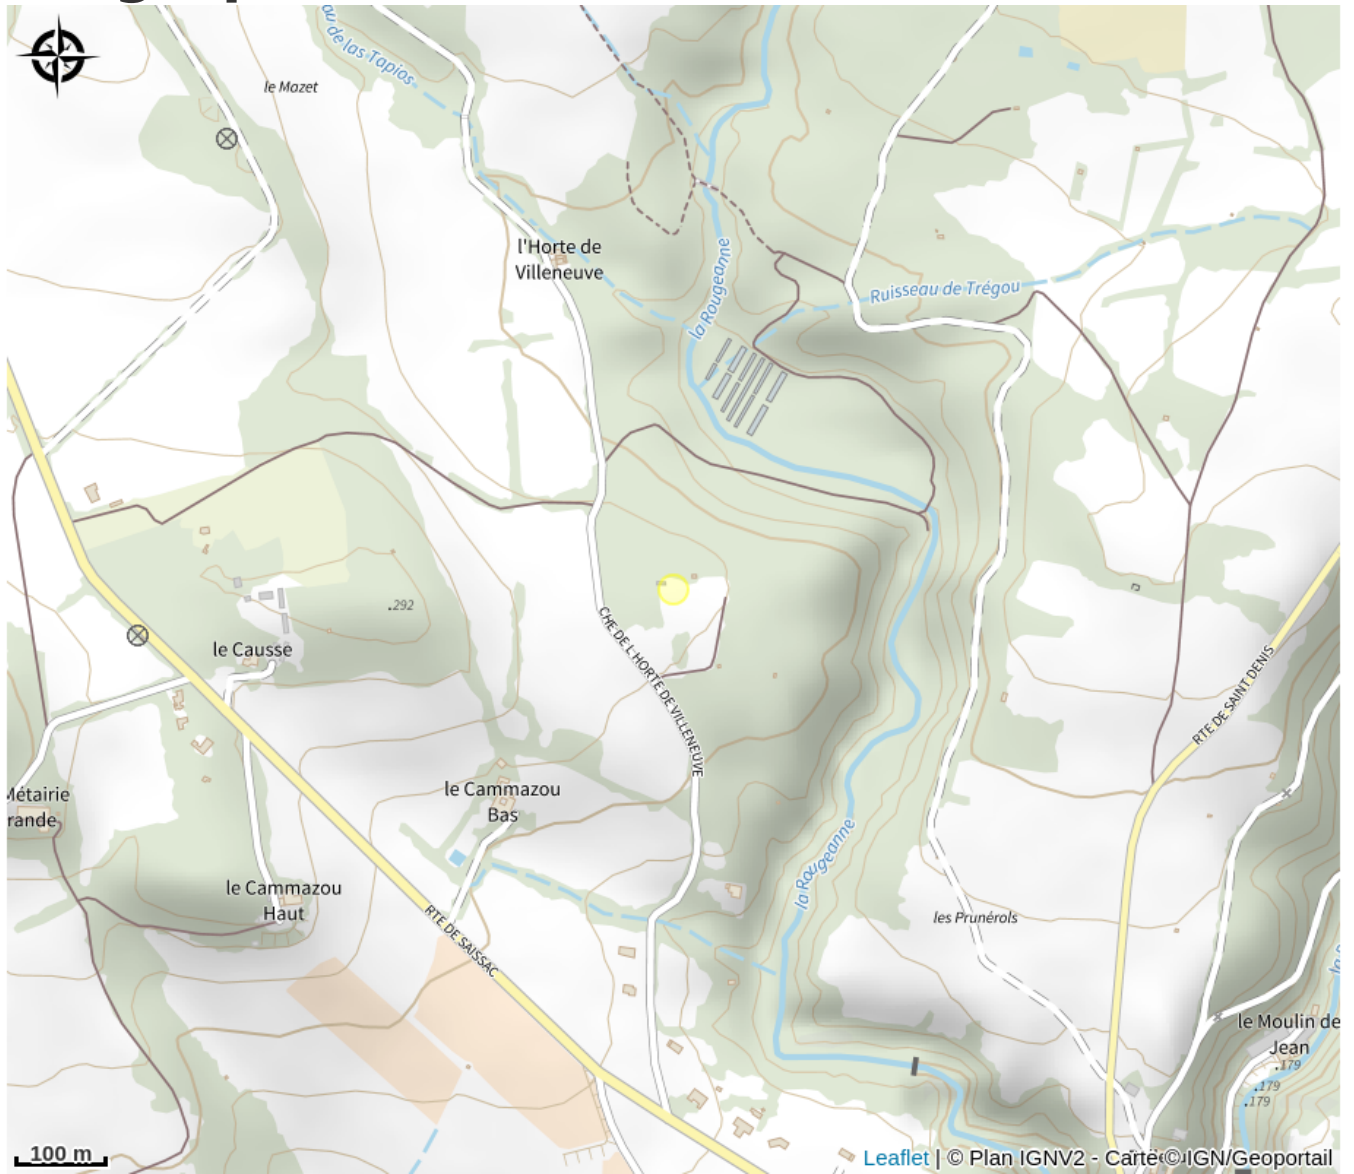 au de las Tapios
le Mazet
l'Horte de
Villeneuve
la Rougeanne
Ruisseau de Trégou
.292
le Causse
CHE DE L HORTE DE VILLENEUVE
RTE DE SAINT DENIS
Métairie
rande
le Cammazou
Bas
le Cammazou
Haut
la Rougeanne
les Prunérols
RTE DE SAISSAC
le Moulin de
Jean
.179
.179
.179
100 m
Leaflet | © Plan IGNV2 - Carte © IGN/Geoportail